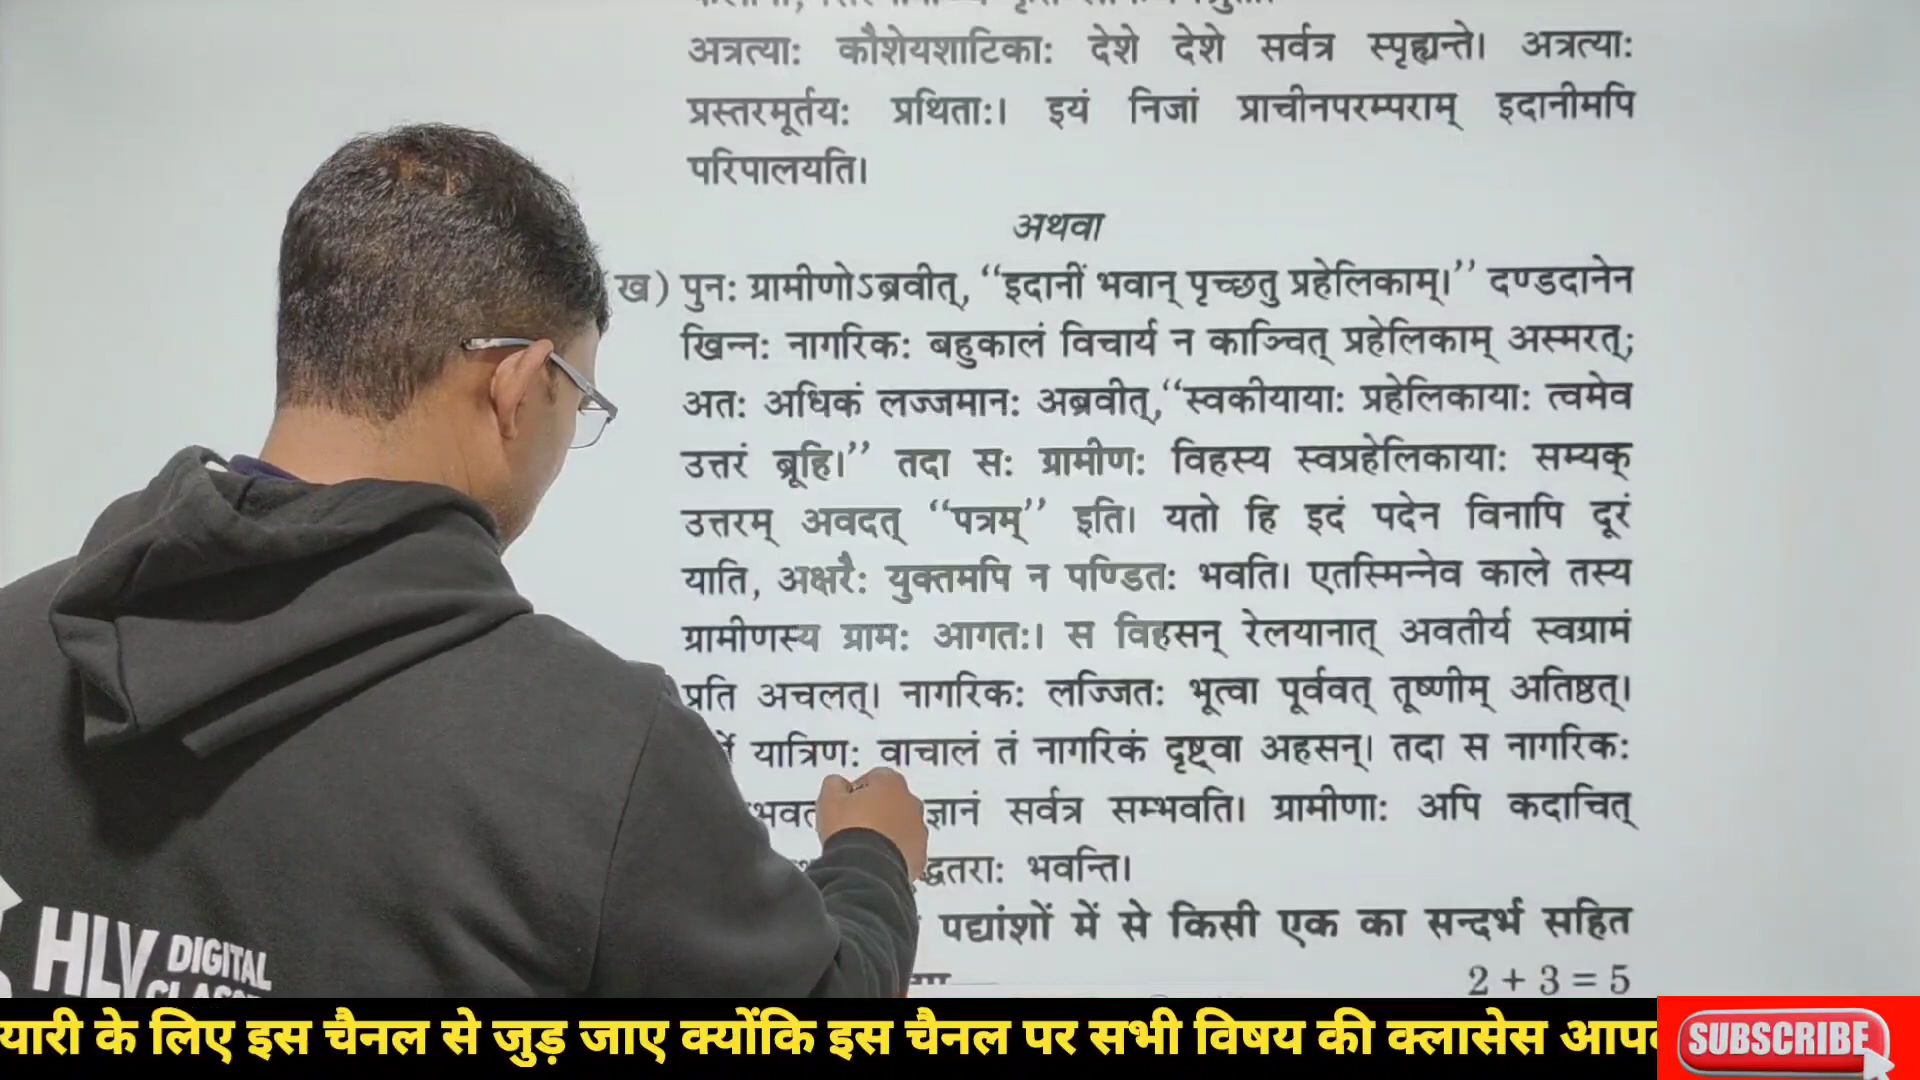 अत्रत्याः कौशेयशाटिकाः देशे देशे सर्वत्र स्पृह्यन्ते। अत्रत्याः
प्रस्तरमूर्तयः प्रथिताः। इयं निजां प्राचीनपरम्पराम् इदानीमपि
परिपालयति।
अथवा
ख) पुनः ग्रामीणोऽब्रवीत्, ‘‘इदानीं भवान् पृच्छतु प्रहेलिकाम्।’’ दण्डदानेन
खिन्नः नागरिकः बहुकालं विचार्य न काञ्चित् प्रहेलिकाम् अस्मरत्;
अतः अधिकं लज्जमानः अब्रवीत्,‘‘स्वकीयायाः प्रहेलिकायाः त्वमेव
उत्तरं ब्रूहि।’’ तदा सः ग्रामीणः विहस्य स्वप्रहेलिकायाः सम्यक्
उत्तरम् अवदत् ‘‘पत्रम्’’ इति। यतो हि इदं पदेन विनापि दूरं
याति, अक्षरैः युक्तमपि न पण्डितः भवति। एतस्मिन्नेव काले तस्य
ग्रामीणस्य ग्रामः आगतः। स विहसन् रेलयानात् अवतीर्य स्वग्रामं
प्रति अचलत्। नागरिकः लज्जितः भूत्वा पूर्ववत् तूष्णीम् अतिष्ठत्।
यात्रिणः वाचालं तं नागरिकं दृष्ट्वा अहसन्। तदा स नागरिकः
ज्ञानं सर्वत्र सम्भवति। ग्रामीणाः अपि कदाचित्
भवन्ति।
पद्यांशों में से किसी एक का सन्दर्भ सहित
2 + 3 = 5
HLV DIGITAL
यारी के लिए इस चैनल से जुड़ जाए क्योंकि इस चैनल पर सभी विषय की क्लासेस
SUBSCRIBE